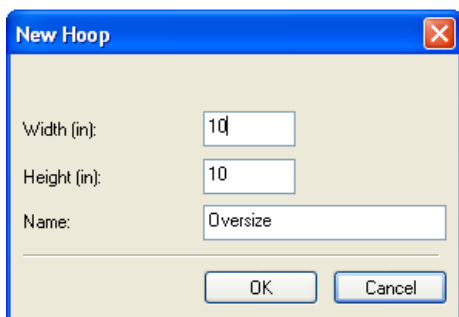 New Hoop
Width (in): 10
Height (in): 10
Name: Oversize
OK Cancel